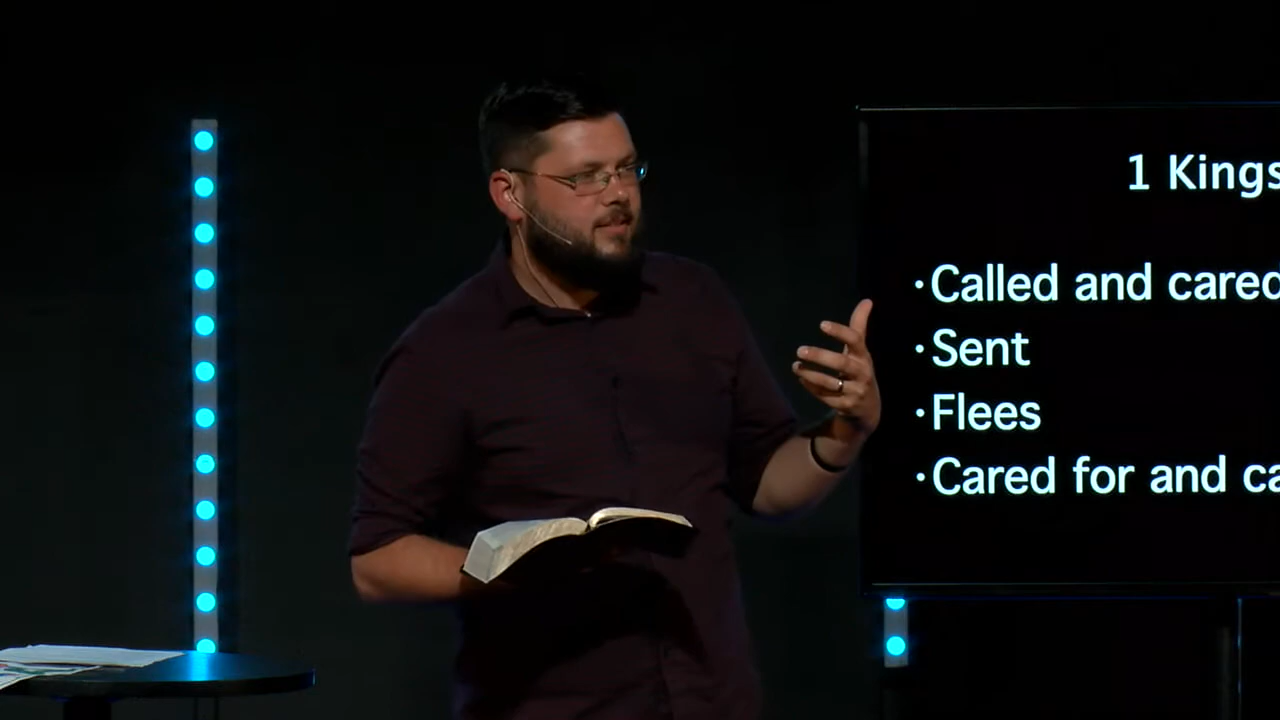 1 Kings
·Called and cared
·Sent
·Flees
·Cared for and ca